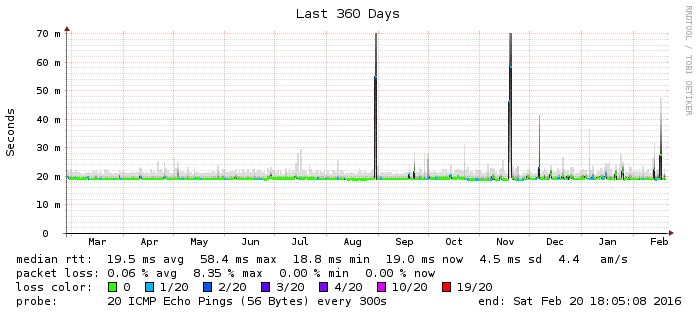 Last 360 Days
RRDTOOL / TOBI OETIKER
Seconds
70 m
60 m
50 m
40 m
30 m
20 m
10 m
0
Mar Apr May Jun Jul Aug Sep Oct Nov Dec Jan Feb
median rtt: 19.5 ms avg 58.4 ms max 18.8 ms min 19.0 ms now 4.5 ms sd 4.4 am/s
packet loss: 0.06 % avg 8.35 % max 0.00 % min 0.00 % now
loss color: 0 1/20 2/20 3/20 4/20 10/20 19/20
probe: 20 ICMP Echo Pings (56 Bytes) every 300s end: Sat Feb 20 18:05:08 2016